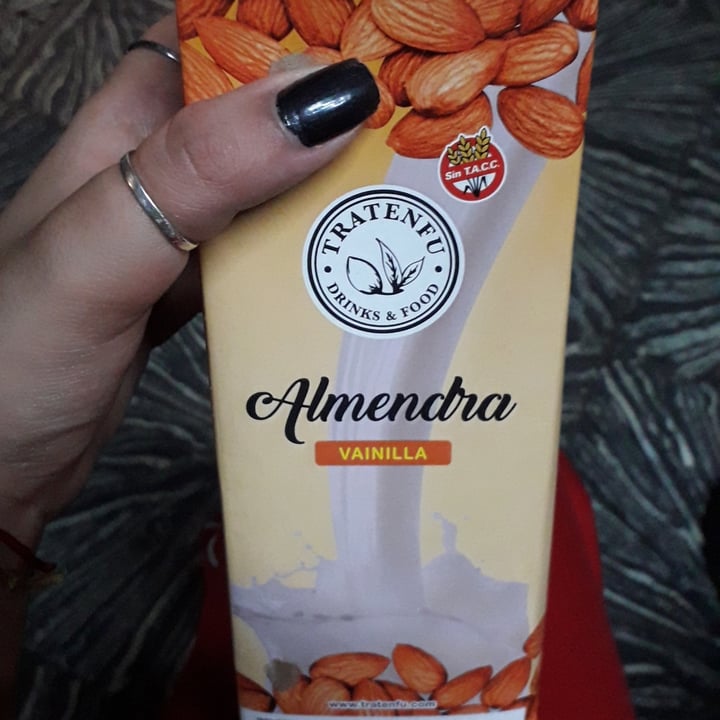 Sin T.A.C.C.
TRATENFU
DRINKS & FOOD
Almendra
VAINILLA
www.tratenfu.com